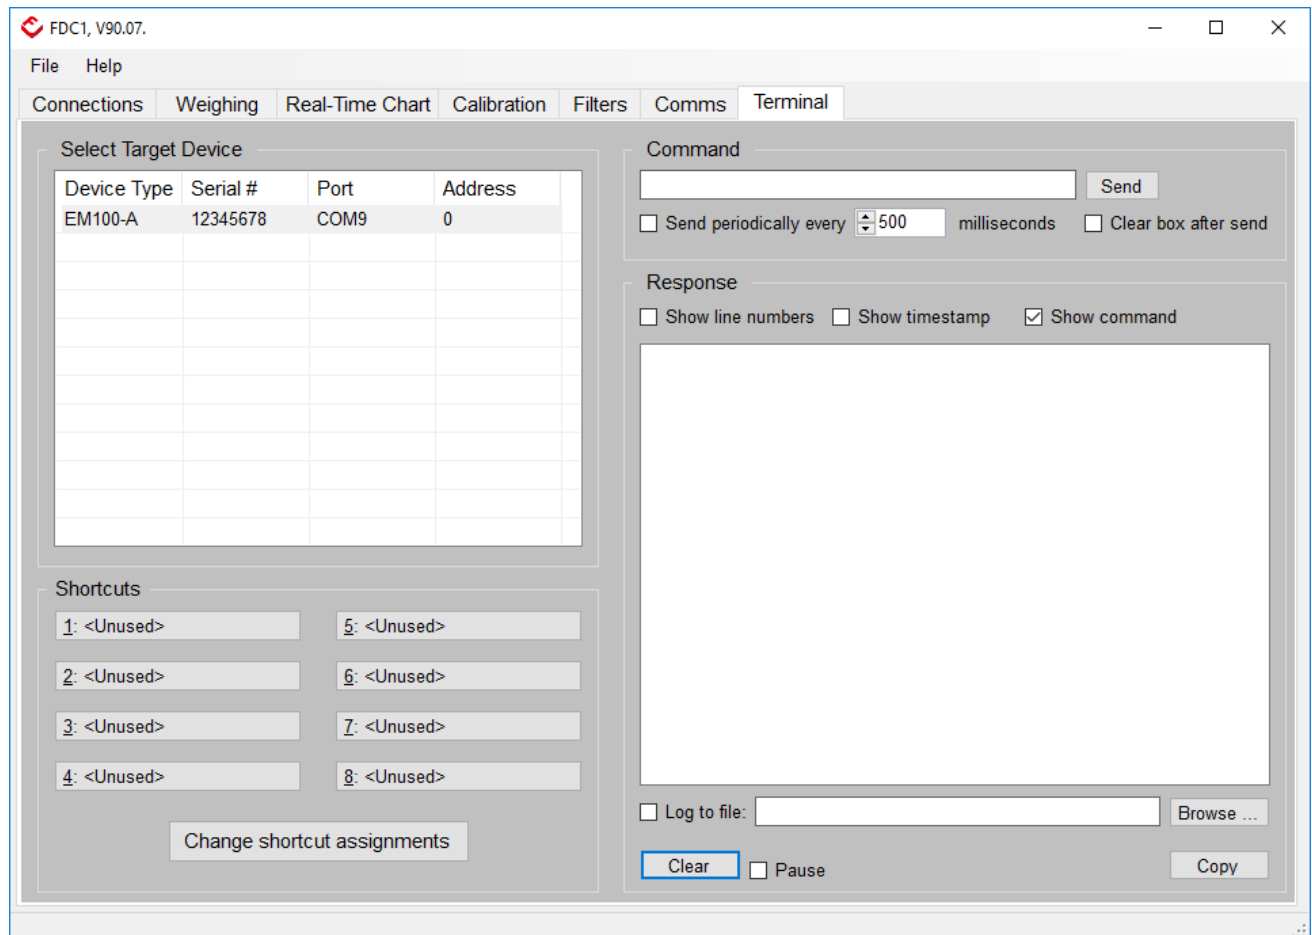 FDC1, V90.07.
File Help
Connections Weighing Real-Time Chart Calibration Filters Comms Terminal
Select Target Device
Device Type Serial # Port Address
EM100-A 12345678 COM9 0
Shortcuts
1: <Unused> 5: <Unused>
2: <Unused> 6: <Unused>
3: <Unused> 7: <Unused>
4: <Unused> 8: <Unused>
Change shortcut assignments
Command
Send
Send periodically every 500 milliseconds Clear box after send
Response
Show line numbers Show timestamp Show command
Log to file: Browse ...
Clear Pause Copy